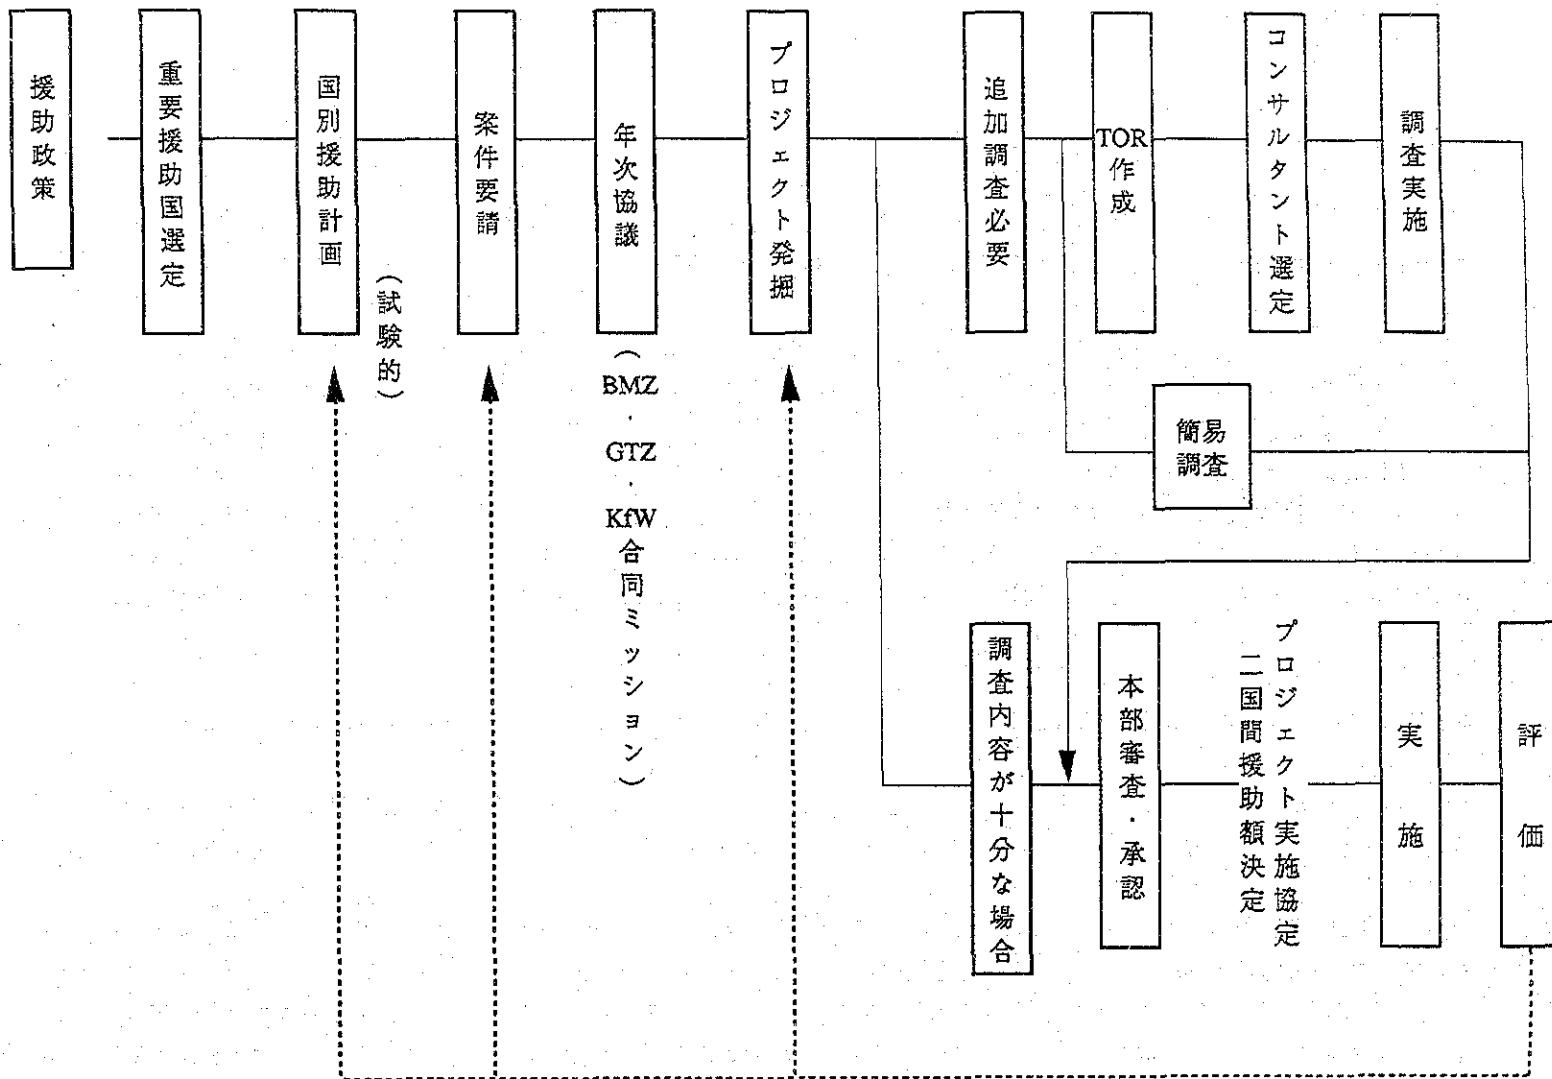 援助政策
重要援助国選定
国別援助計画
（試験的）
案件要請
年次協議
（BMZ・GTZ・KfW合同ミッション）
プロジェクト発掘
追加調査必要
TOR
作成
コンサルタント選定
調査実施
簡易
調査
調査内容が十分な場合
本部審査・承認
プロジェクト実施協定
二国間援助額決定
実施
評価